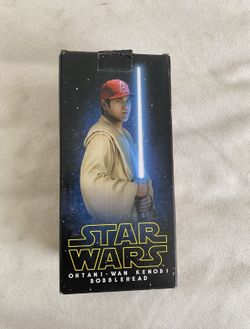 STAR
WARS
OHTANI-WAN KENOBI
BOBBLEHEAD